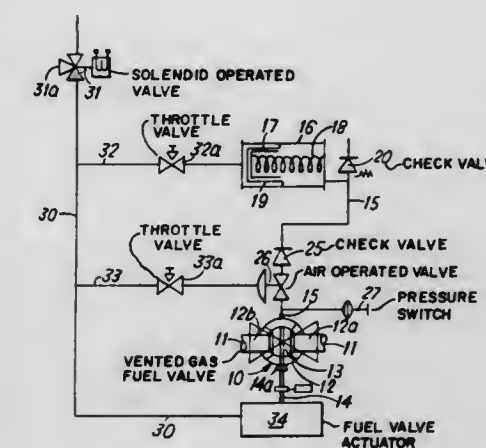 31a
31
SOLENDID OPERATED
VALVE
THROTTLE
VALVE
17
16
18
20
CHECK VALV
32
32a
19
15
30
THROTTLE
VALVE
25
CHECK VALVE
33
33a
26
AIR OPERATED VALVE
15
27
PRESSURE
SWITCH
12b
12a
11
11
VENTED GAS
FUEL VALVE
10
14a
13
12
14
30
34
FUEL VALVE
ACTUATOR